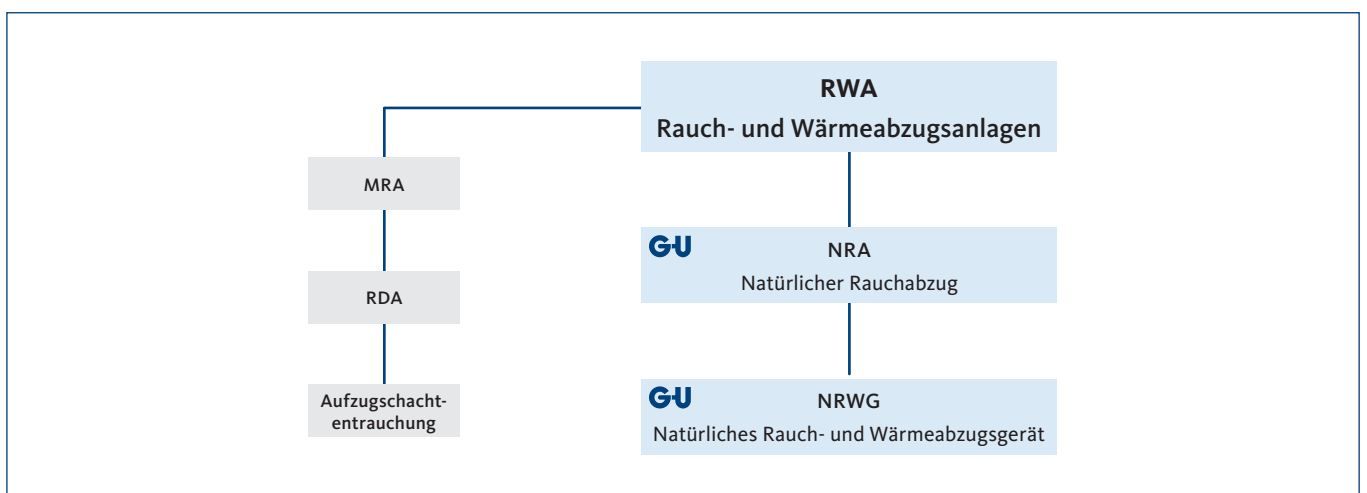 RWA
Rauch- und Wärmeabzugsanlagen
MRA
RDA
Aufzugschacht-
entrauchung
G-U
NRA
Natürlicher Rauchabzug
G-U
NRWG
Natürliches Rauch- und Wärmeabzugsgerät